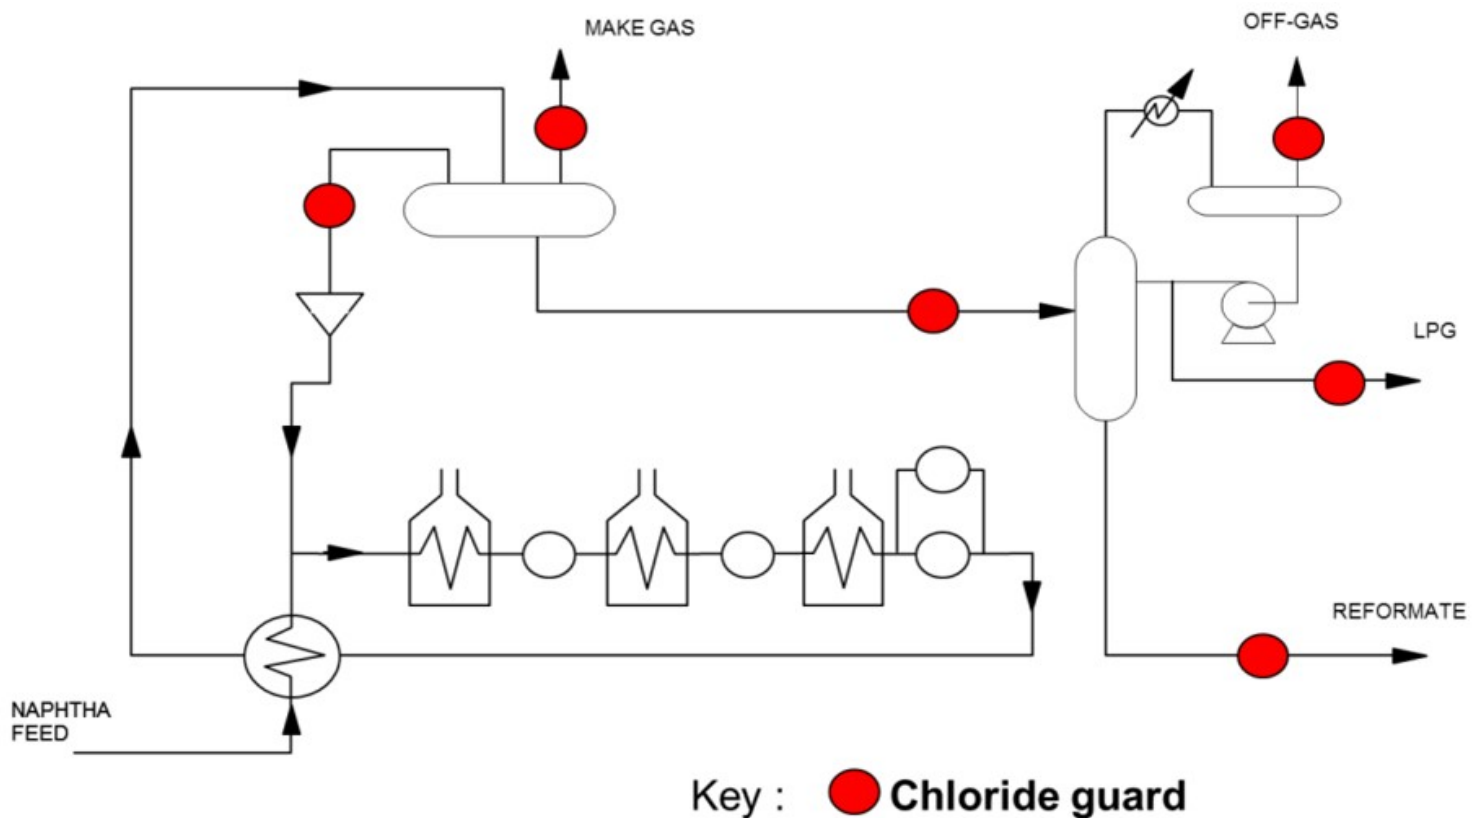 MAKE GAS
OFF-GAS
LPG
REFORMATE
NAPHTHA
FEED
Key : Chloride guard